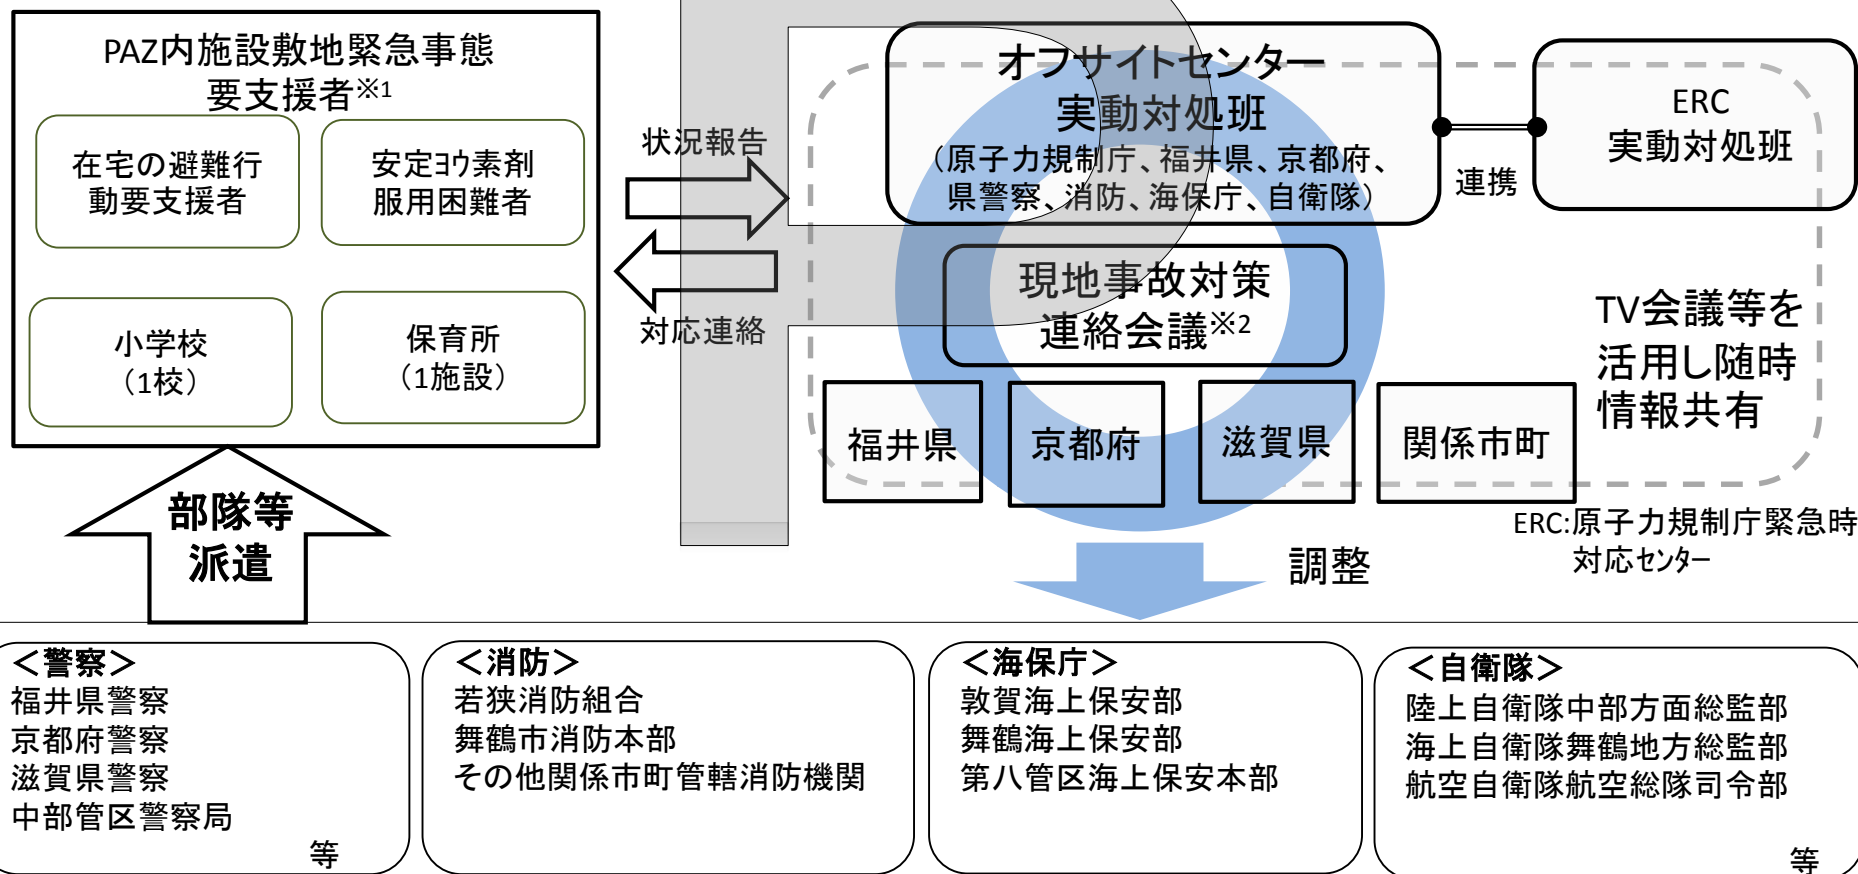 PAZ内施設敷地緊急事態
要支援者※1
在宅の避難行
動要支援者
安定ﾖｳ素剤
服用困難者
小学校
（1校）
保育所
（1施設）
状況報告
対応連絡
オフサイトセンター
実動対処班
（原子力規制庁、福井県、京都府、
県警察、消防、海保庁、自衛隊）
連携
ERC
実動対処班
現地事故対策
連絡会議※2
TV会議等を
活用し随時
情報共有
福井県
京都府
滋賀県
関係市町
ERC:原子力規制庁緊急時
対応ｾﾝﾀｰ
部隊等
派遣
調整
＜警察＞
福井県警察
京都府警察
滋賀県警察
中部管区警察局
等
＜消防＞
若狭消防組合
舞鶴市消防本部
その他関係市町管轄消防機関
＜海保庁＞
敦賀海上保安部
舞鶴海上保安部
第八管区海上保安本部
＜自衛隊＞
陸上自衛隊中部方面総監部
海上自衛隊舞鶴地方総監部
航空自衛隊航空総隊司令部
等